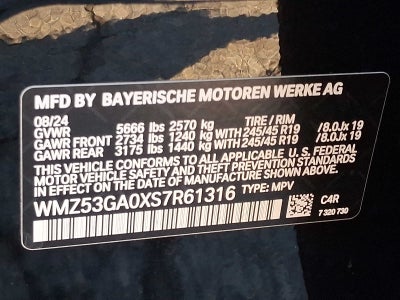 MFD BY BAYERISCHE MOTOREN WERKE AG
08/24 TIRE / RIM
GVWR 5666 lbs 2570 kg
GAWR FRONT 2734 lbs 1240 kg WITH 245/45 R19 /8.0Jx 19
GAWR REAR 3175 lbs 1440 kg WITH 245/45 R19 /8.0Jx 19
THIS VEHICLE CONFORMS TO ALL APPLICABLE U.S. FEDERAL
MOTOR VEHICLE SAFETY AND THEFT PREVENTION STANDARDS
IN EFFECT ON THE DATE OF MANUFACTURE SHOWN ABOVE.
WMZ53GA0XS7R61316 TYPE: MPV
C4R
7 320 730